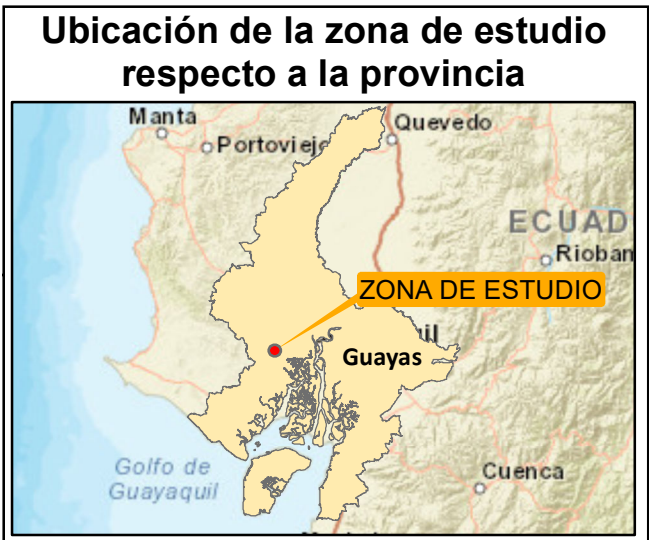 Ubicación de la zona de estudio
respecto a la provincia
Manta
Portoviejo
Quevedo
ECUAD
Rioban
ZONA DE ESTUDIO
il
Guayas
Golfo de
Guayaquil
Cuenca